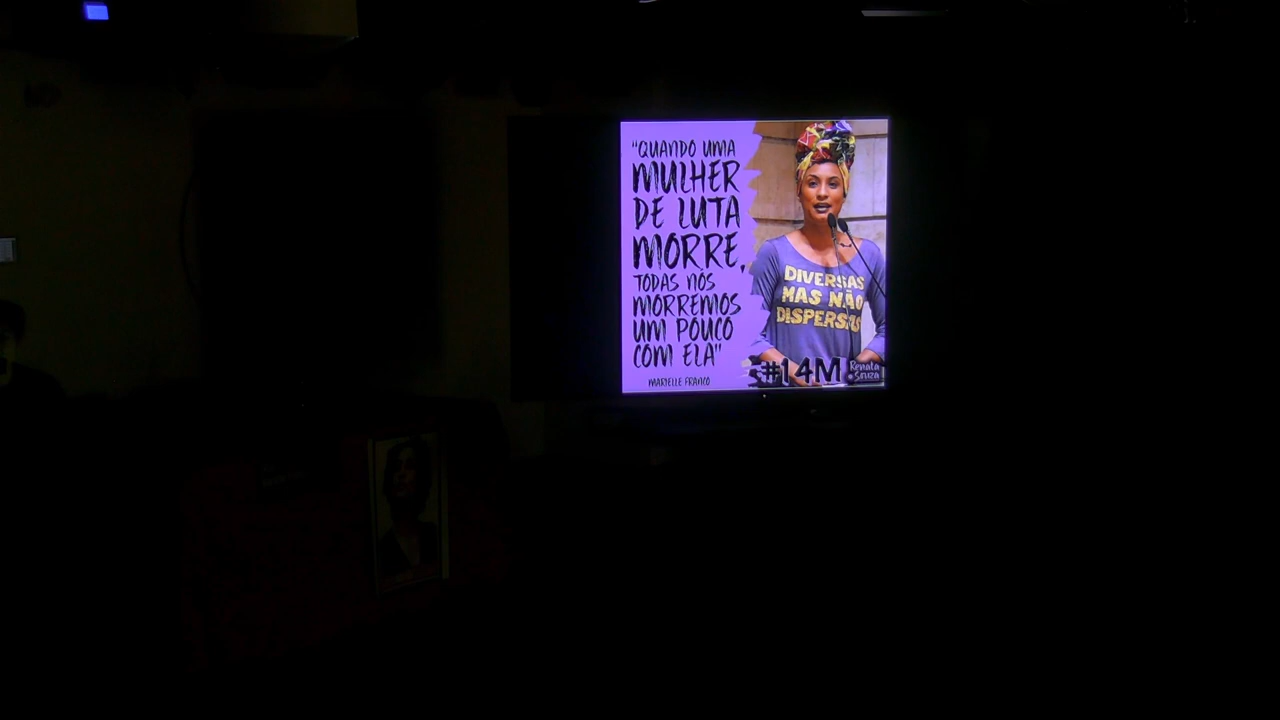 "QUANDO UMA
MULHER
DE LUTA
MORRE,
TODAS NÓS
MORREMOS
UM POUCO
COM ELA"
MARIELLE FRANCO
DIVERSAS
MAS NÃO
DISPERSAS
#14M
Renata
Souza